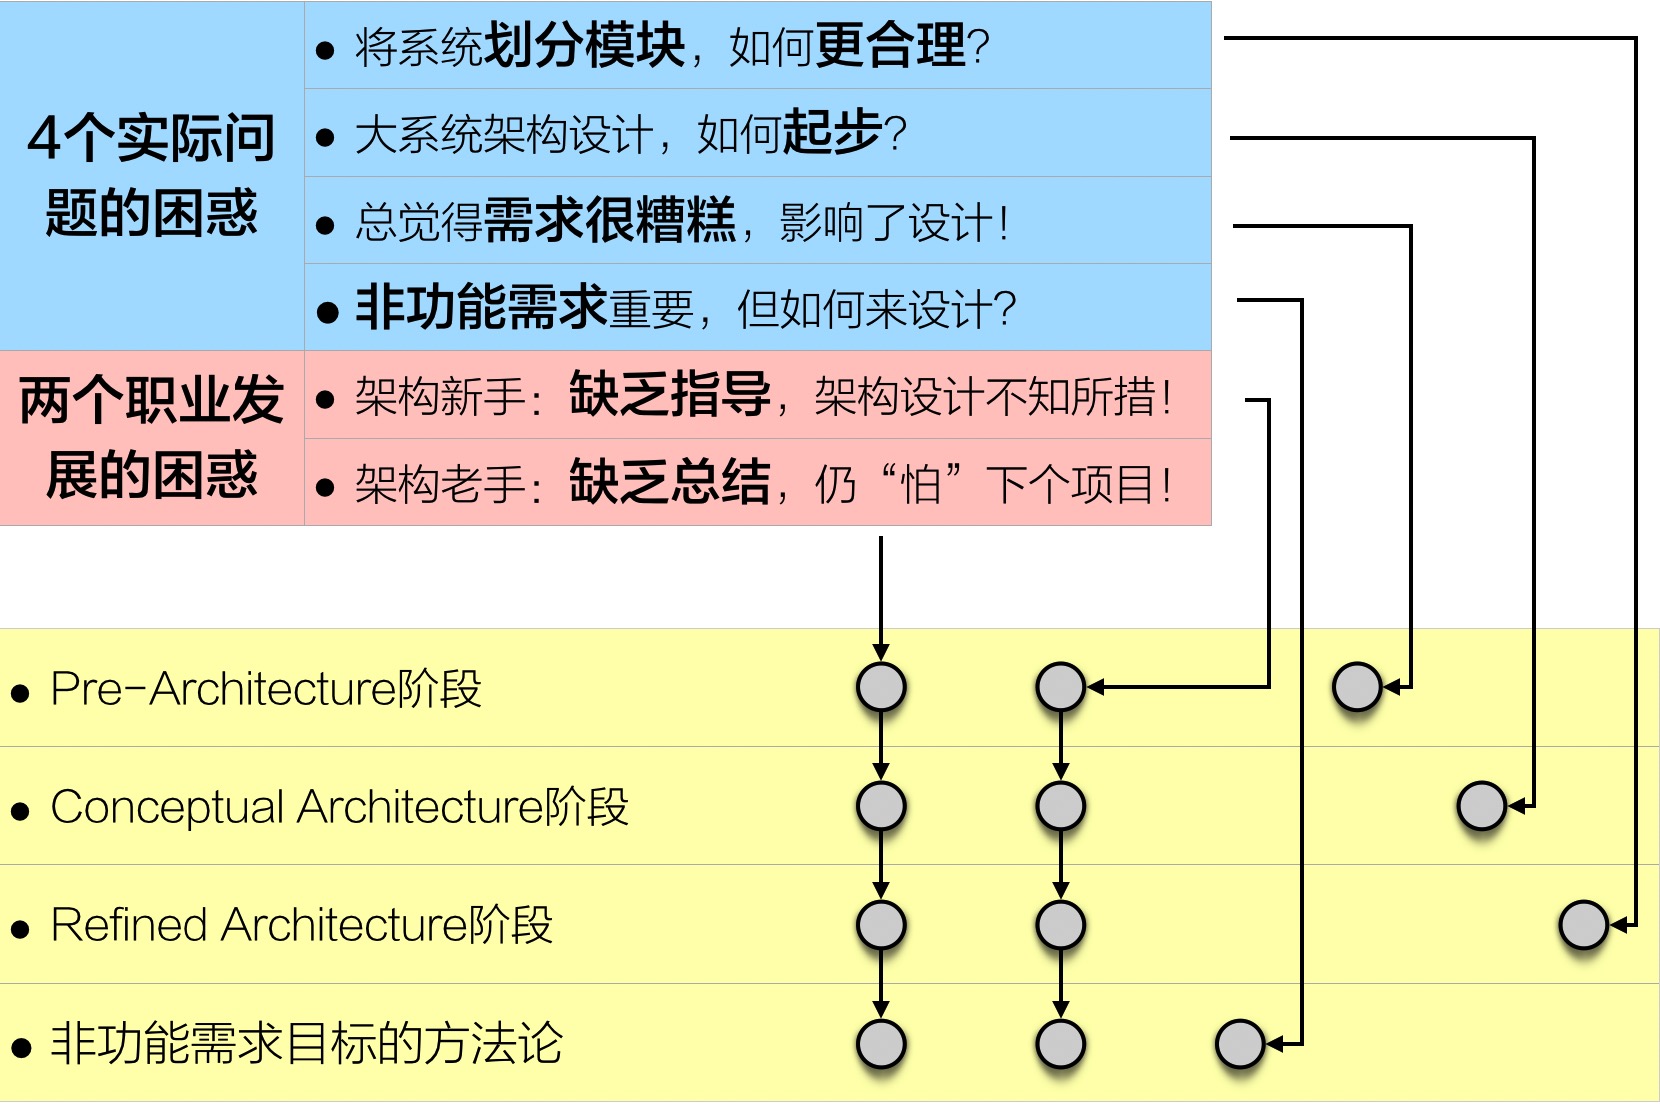 4个实际问
题的困惑
● 将系统划分模块，如何更合理？
● 大系统架构设计，如何起步？
● 总觉得需求很糟糕，影响了设计！
● 非功能需求重要，但如何来设计？
两个职业发
展的困惑
● 架构新手：缺乏指导，架构设计不知所措！
● 架构老手：缺乏总结，仍“怕”下个项目！
● Pre-Architecture阶段
● Conceptual Architecture阶段
● Refined Architecture阶段
● 非功能需求目标的方法论